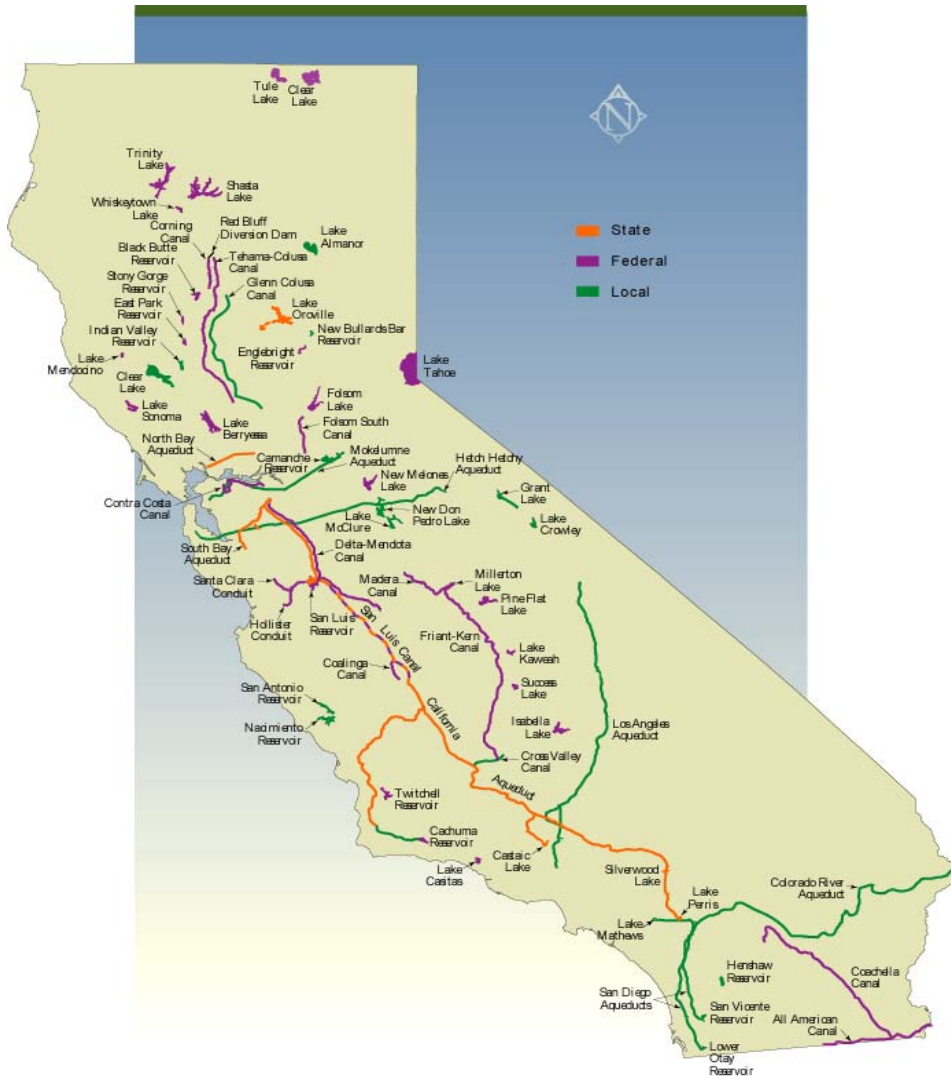 Tule
Lake
Clear
Lake
N
Trinity
Lake
Shasta
Lake
Whiskeytown
Lake
State
Federal
Local
Corning
Canal
Red Bluff
Diversion Dam
Lake
Almanor
Black Butte
Reservoir
Tehama-Colusa
Canal
Stony Gorge
Reservoir
Glenn Colusa
Canal
East Park
Reservoir
Lake
Oroville
Indian Valley
Reservoir
New Bullards Bar
Reservoir
Englebright
Reservoir
Lake
Mendocino
Lake
Tahoe
Clear
Lake
Lake
Sonoma
Lake
Berryessa
Folsom
Lake
Folsom South
Canal
North Bay
Aqueduct
Camanche
Reservoir
Mokelumne
Aqueduct
Hetch Hetchy
Aqueduct
Contra Costa
Canal
New Melones
Lake
Grant
Lake
New Don
Pedro Lake
Lake
McClure
Lake
Crowley
South Bay
Aqueduct
Delta-Mendota
Canal
Santa Clara
Conduit
Madera
Canal
Millerton
Lake
Pine Flat
Lake
Hollister
Conduit
San Luis
Reservoir
San Luis Canal
Friant-Kern
Canal
Lake
Kaweah
Coalinga
Canal
Success
Lake
San Antonio
Reservoir
Nacimiento
Reservoir
California
Aqueduct
Isabella
Lake
Los Angeles
Aqueduct
Cross Valley
Canal
Twitchell
Reservoir
Cachuma
Reservoir
Lake
Casitas
Castaic
Lake
Silverwood
Lake
Lake
Perris
Colorado River
Aqueduct
Lake
Mathews
Henshaw
Reservoir
Coachella
Canal
San Diego
Aqueducts
San Vicente
Reservoir
All American
Canal
Lower
Otay
Reservoir